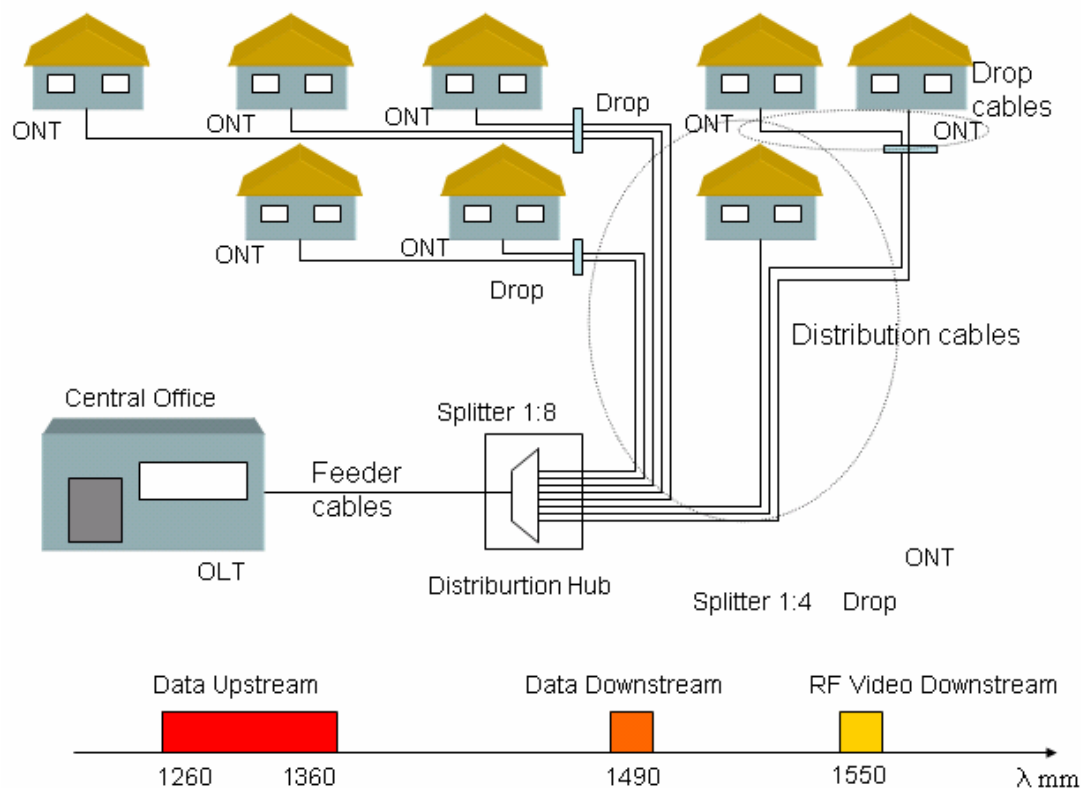 Drop
cables
Drop
ONT
ONT
ONT
ONT
ONT
ONT
ONT
Drop
Distribution cables
Central Office
Splitter 1:8
Feeder
cables
OLT
Distriburtion Hub
ONT
Splitter 1:4
Drop
Data Upstream
Data Downstream
RF Video Downstream
1260
1360
1490
1550
λ mm